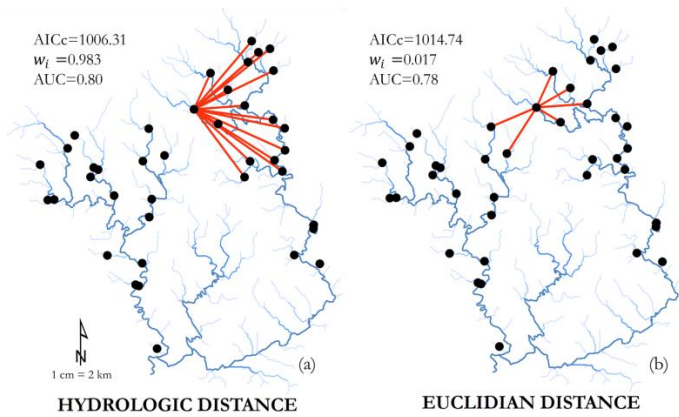 AICc=1006.31
wᵢ =0.983
AUC=0.80
AICc=1014.74
wᵢ =0.017
AUC=0.78
N
1 cm = 2 km
(a)
(b)
HYDROLOGIC DISTANCE
EUCLIDIAN DISTANCE